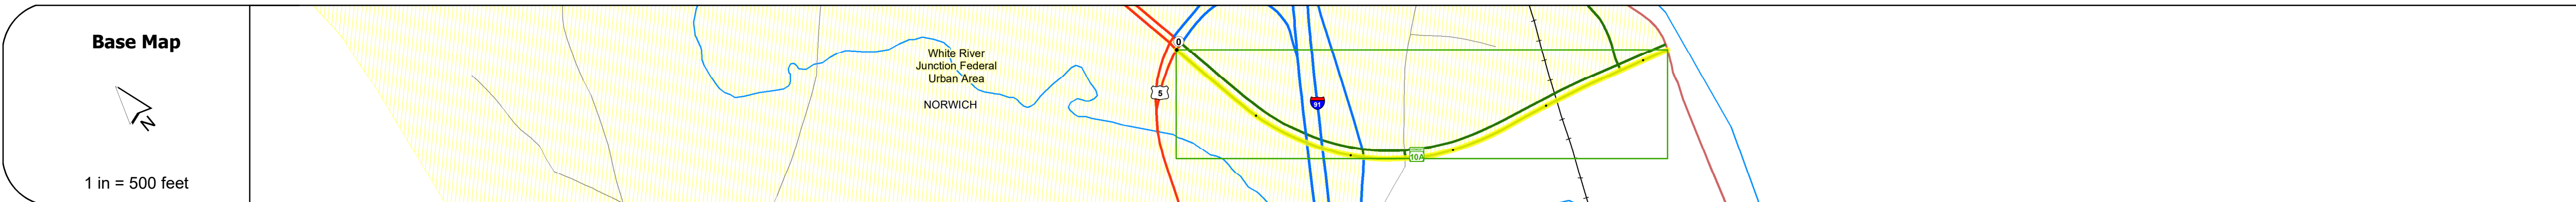 Base Map
N
1 in = 500 feet
White River
Junction Federal
Urban Area
NORWICH
0
5
91
10A